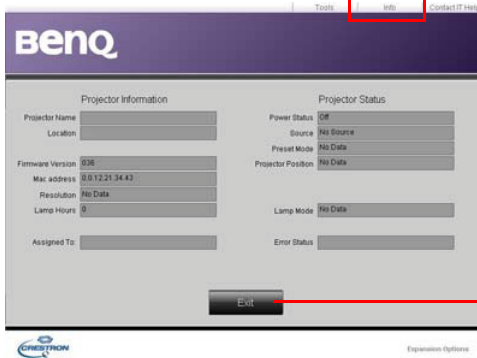 Tools Info Contact IT Help
BenQ
Projector Information Projector Status
Projector Name Power Status Off
Location Source No Source
Preset Mode No Data
Firmware Version 036 Projector Position No Data
Mac address 0.0.12.21.34.43
Resolution No Data
Lamp Hours 0 Lamp Mode No Data
Assigned To: Error Status
Exit
CRESTRON Expansion Options